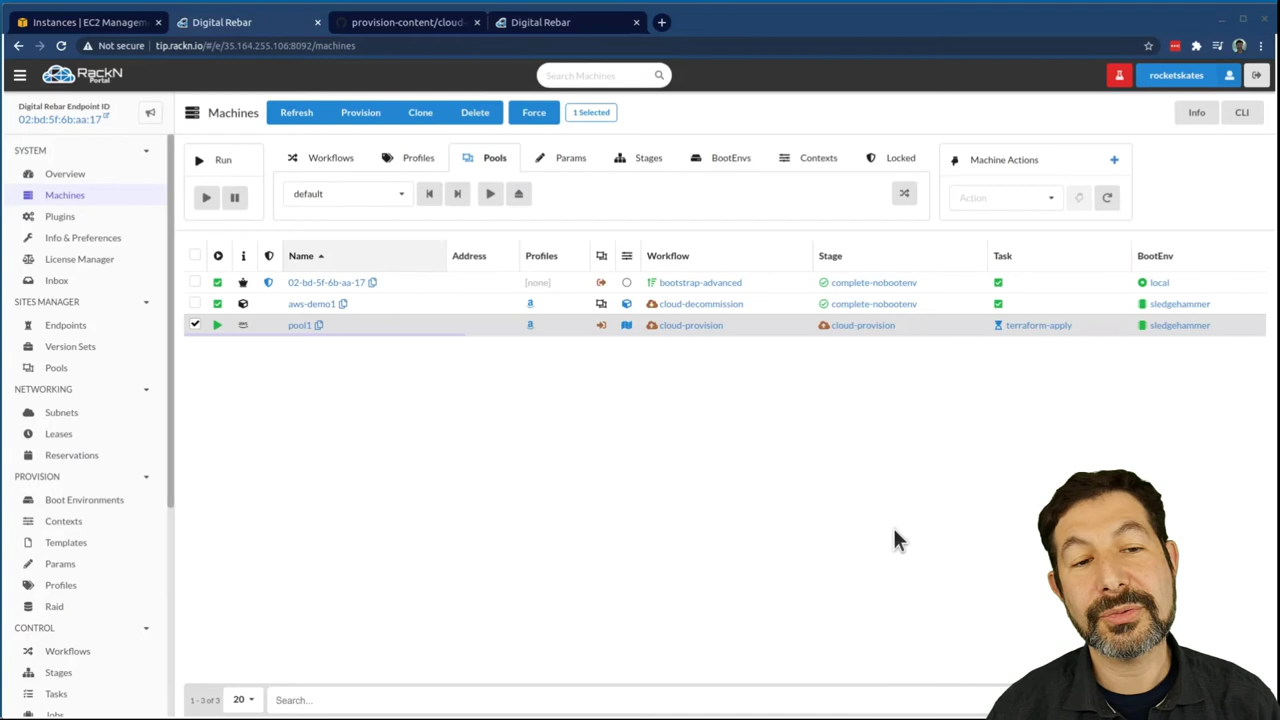 Instances | EC2 Managem
Digital Rebar
provision-content/cloud-
Digital Rebar
Not secure
tip.rackn.io/#/e/35.164.255.106:8092/machines
RackN
Portal
Search Machines
rocketskates
Digital Rebar Endpoint ID
02:bd:5f:6b:aa:17
Machines
Refresh
Provision
Clone
Delete
Force
1 Selected
Info
CLI
SYSTEM
Overview
Machines
Plugins
Info & Preferences
License Manager
Inbox
SITES MANAGER
Endpoints
Version Sets
Pools
NETWORKING
Subnets
Leases
Reservations
PROVISION
Boot Environments
Contexts
Templates
Params
Profiles
Raid
CONTROL
Workflows
Stages
Tasks
Jobs
Run
Workflows
Profiles
Pools
Params
Stages
BootEnvs
Contexts
Locked
default
Machine Actions
Action
Name Address Profiles Workflow Stage Task BootEnv
02-bd-5f-6b-aa-17 [none] bootstrap-advanced complete-nobootenv local
aws-demo1 cloud-decommission complete-nobootenv sledgehammer
pool1 cloud-provision cloud-provision terraform-apply sledgehammer
1 - 3 of 3
20
Search...